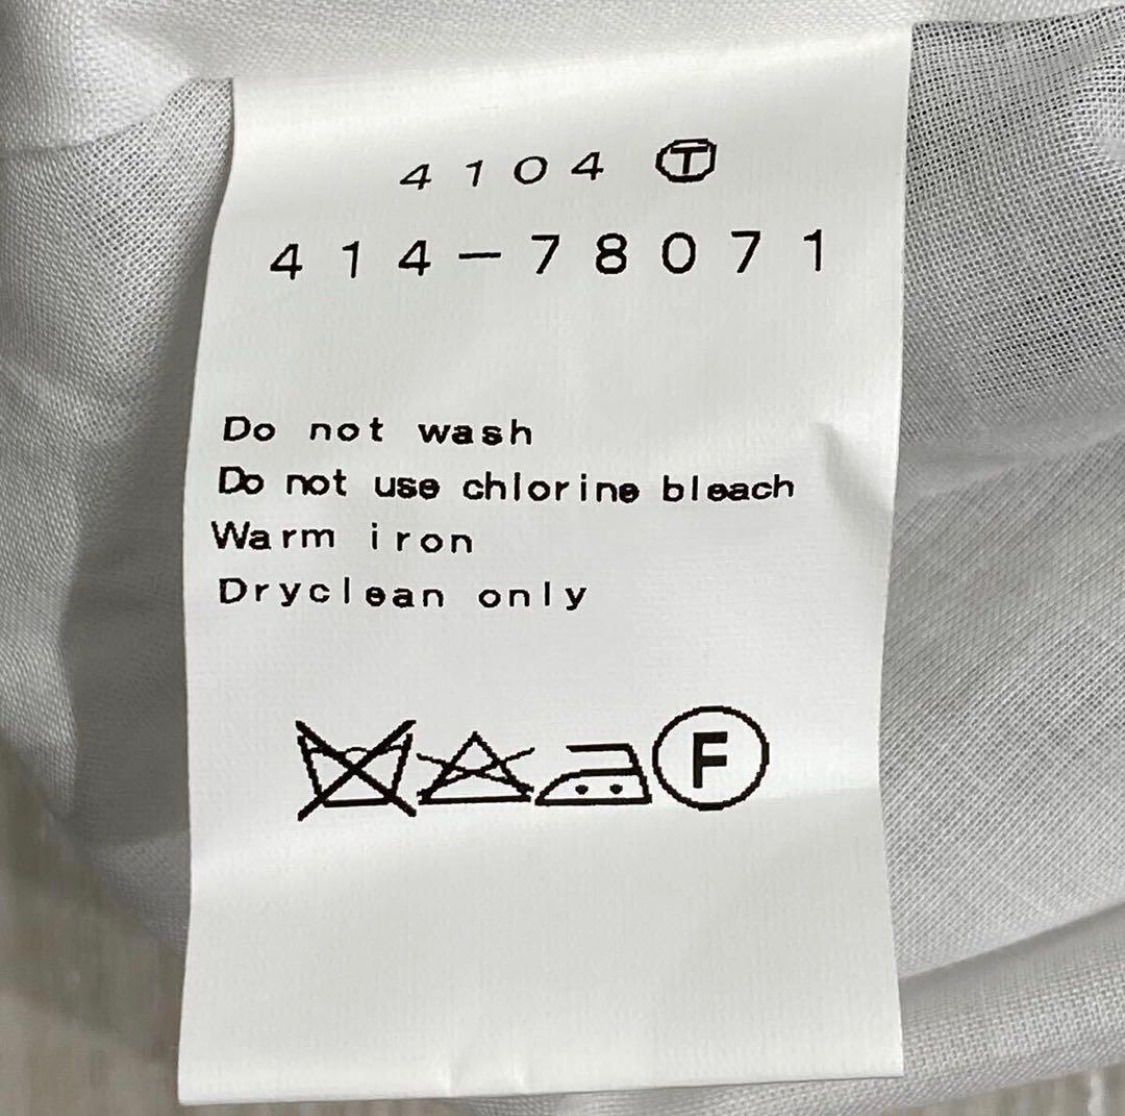 4104 Ⓣ
414-78071
Do not wash
Do not use chlorine bleach
Warm iron
Dryclean only
F